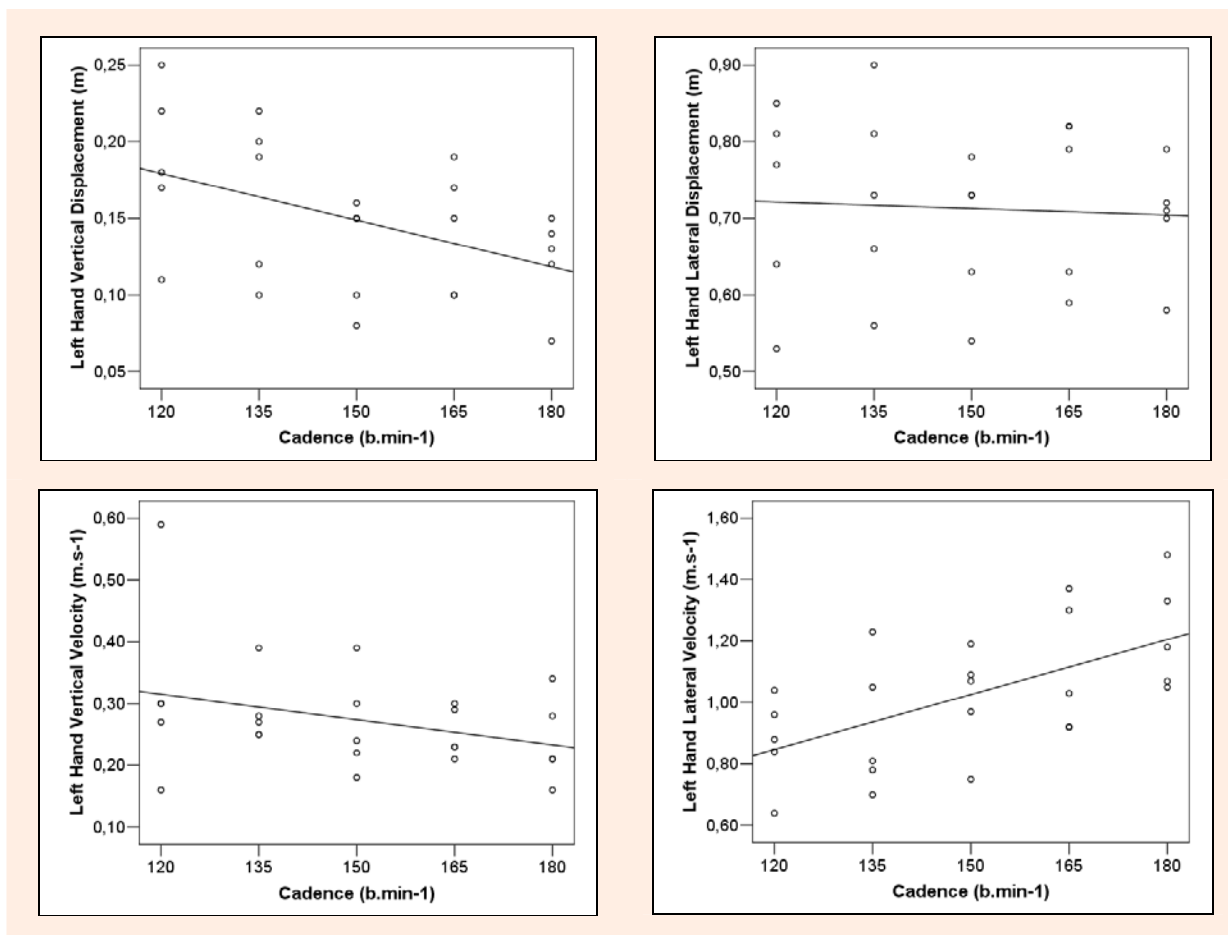 Left Hand Vertical Displacement (m)
0,25
0,20
0,15
0,10
0,05
120 135 150 165 180
Cadence (b.min-1)
Left Hand Lateral Displacement (m)
0,90
0,80
0,70
0,60
0,50
120 135 150 165 180
Cadence (b.min-1)
Left Hand Vertical Velocity (m.s-1)
0,60
0,50
0,40
0,30
0,20
0,10
120 135 150 165 180
Cadence (b.min-1)
Left Hand Lateral Velocity (m.s-1)
1,60
1,40
1,20
1,00
0,80
0,60
120 135 150 165 180
Cadence (b.min-1)